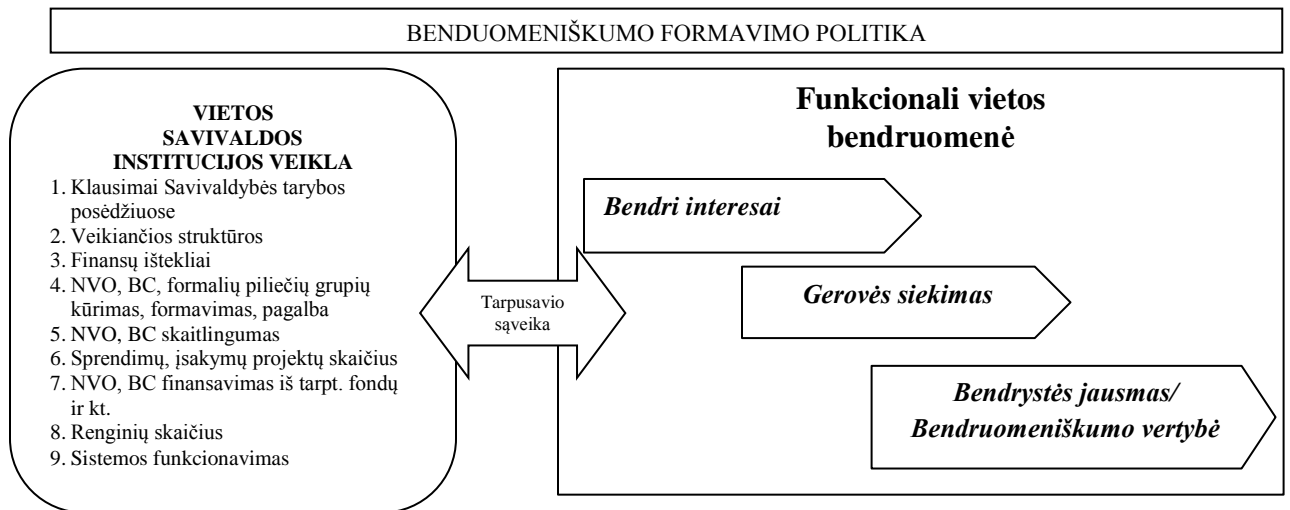 BENDUOMENIŠKUMO FORMAVIMO POLITIKA
VIETOS
SAVIVALDOS
INSTITUCIJOS VEIKLA
1. Klausimai Savivaldybės tarybos
posėdžiuose
2. Veikiančios struktūros
3. Finansų ištekliai
4. NVO, BC, formalių piliečių grupių
kūrimas, formavimas, pagalba
5. NVO, BC skaitlingumas
6. Sprendimų, įsakymų projektų skaičius
7. NVO, BC finansavimas iš tarpt. fondų
ir kt.
8. Renginių skaičius
9. Sistemos funkcionavimas
Tarpusavio
sąveika
Funkcionali vietos
bendruomenė
Bendri interesai
Gerovės siekimas
Bendrystės jausmas/
Bendruomeniškumo vertybė